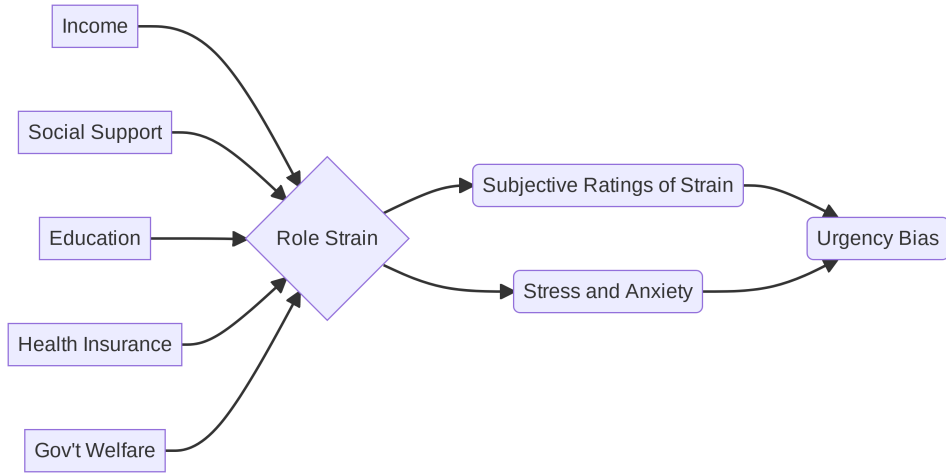 Income
Social Support
Education
Health Insurance
Gov't Welfare
Role Strain
Subjective Ratings of Strain
Stress and Anxiety
Urgency Bias